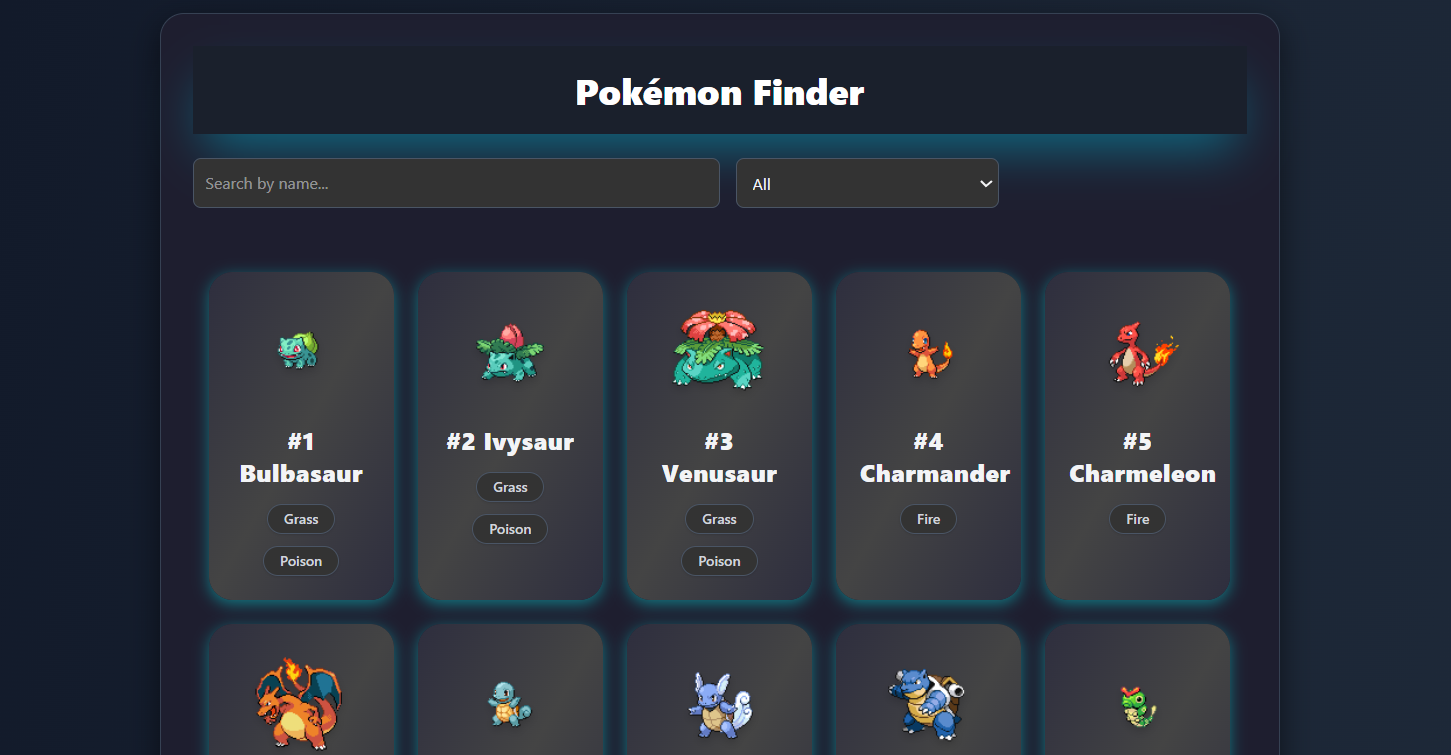 Pokémon Finder
Search by name...
All
#1
Bulbasaur
Grass
Poison
#2 Ivysaur
Grass
Poison
#3
Venusaur
Grass
Poison
#4
Charmander
Fire
#5
Charmeleon
Fire